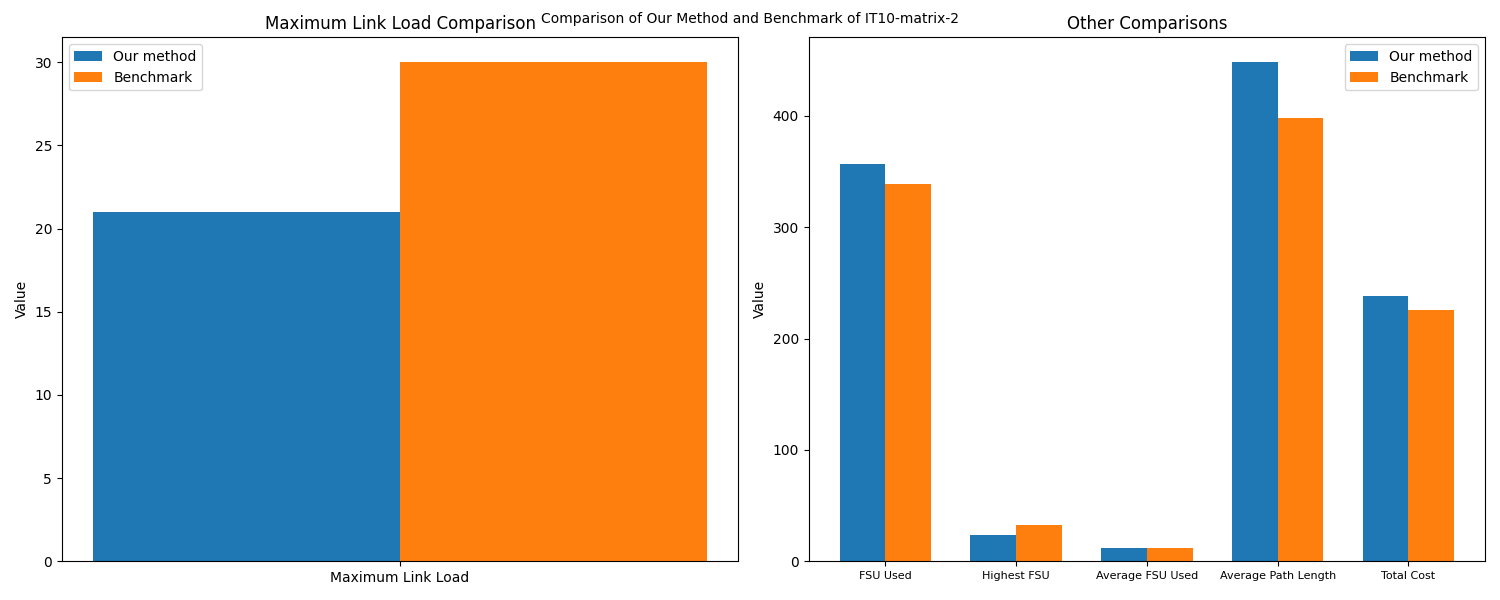 Comparison of Our Method and Benchmark of IT10-matrix-2
Maximum Link Load Comparison
Our method
Benchmark
Value
30
25
20
15
10
5
0
Maximum Link Load
Other Comparisons
Our method
Benchmark
Value
400
300
200
100
0
FSU Used
Highest FSU
Average FSU Used
Average Path Length
Total Cost